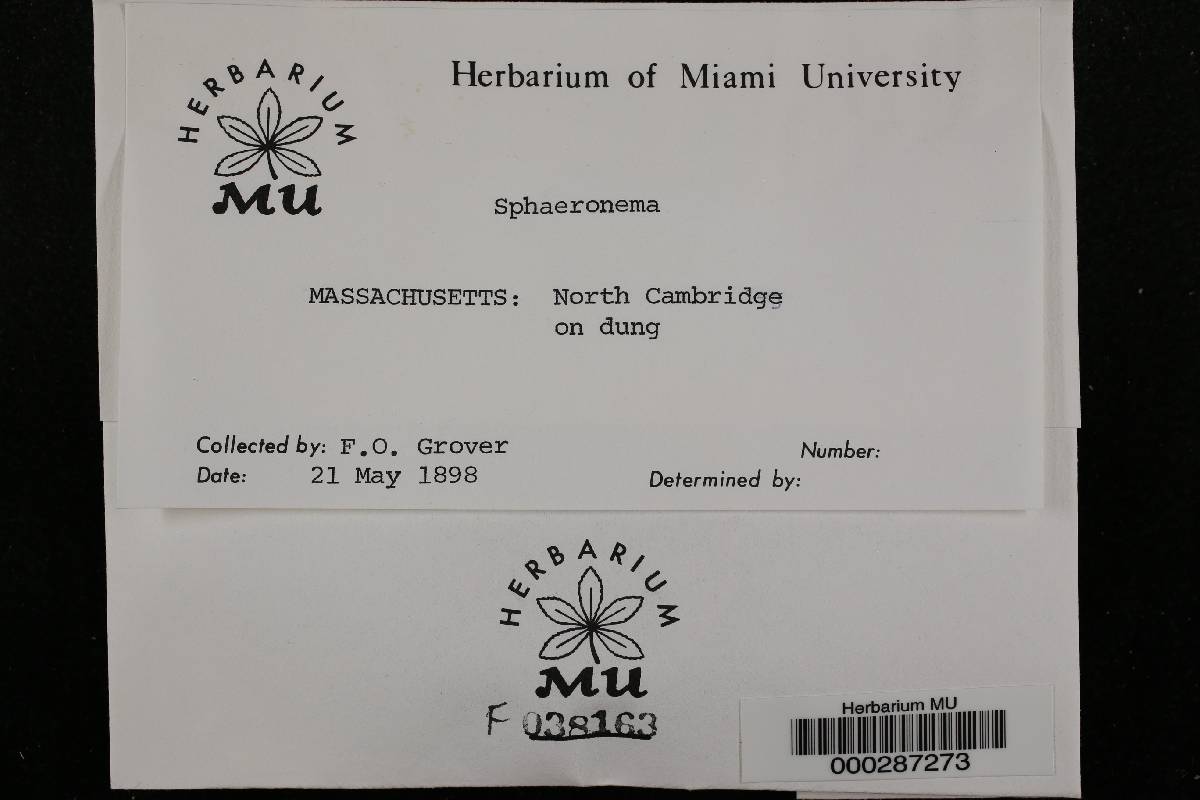 HERBARIUM
MU
Herbarium of Miami University
Sphaeronema
MASSACHUSETTS: North Cambridge
on dung
Collected by: F.O. Grover
Number:
Date: 21 May 1898
Determined by:
HERBARIUM
MU
F 038163
Herbarium MU
000287273